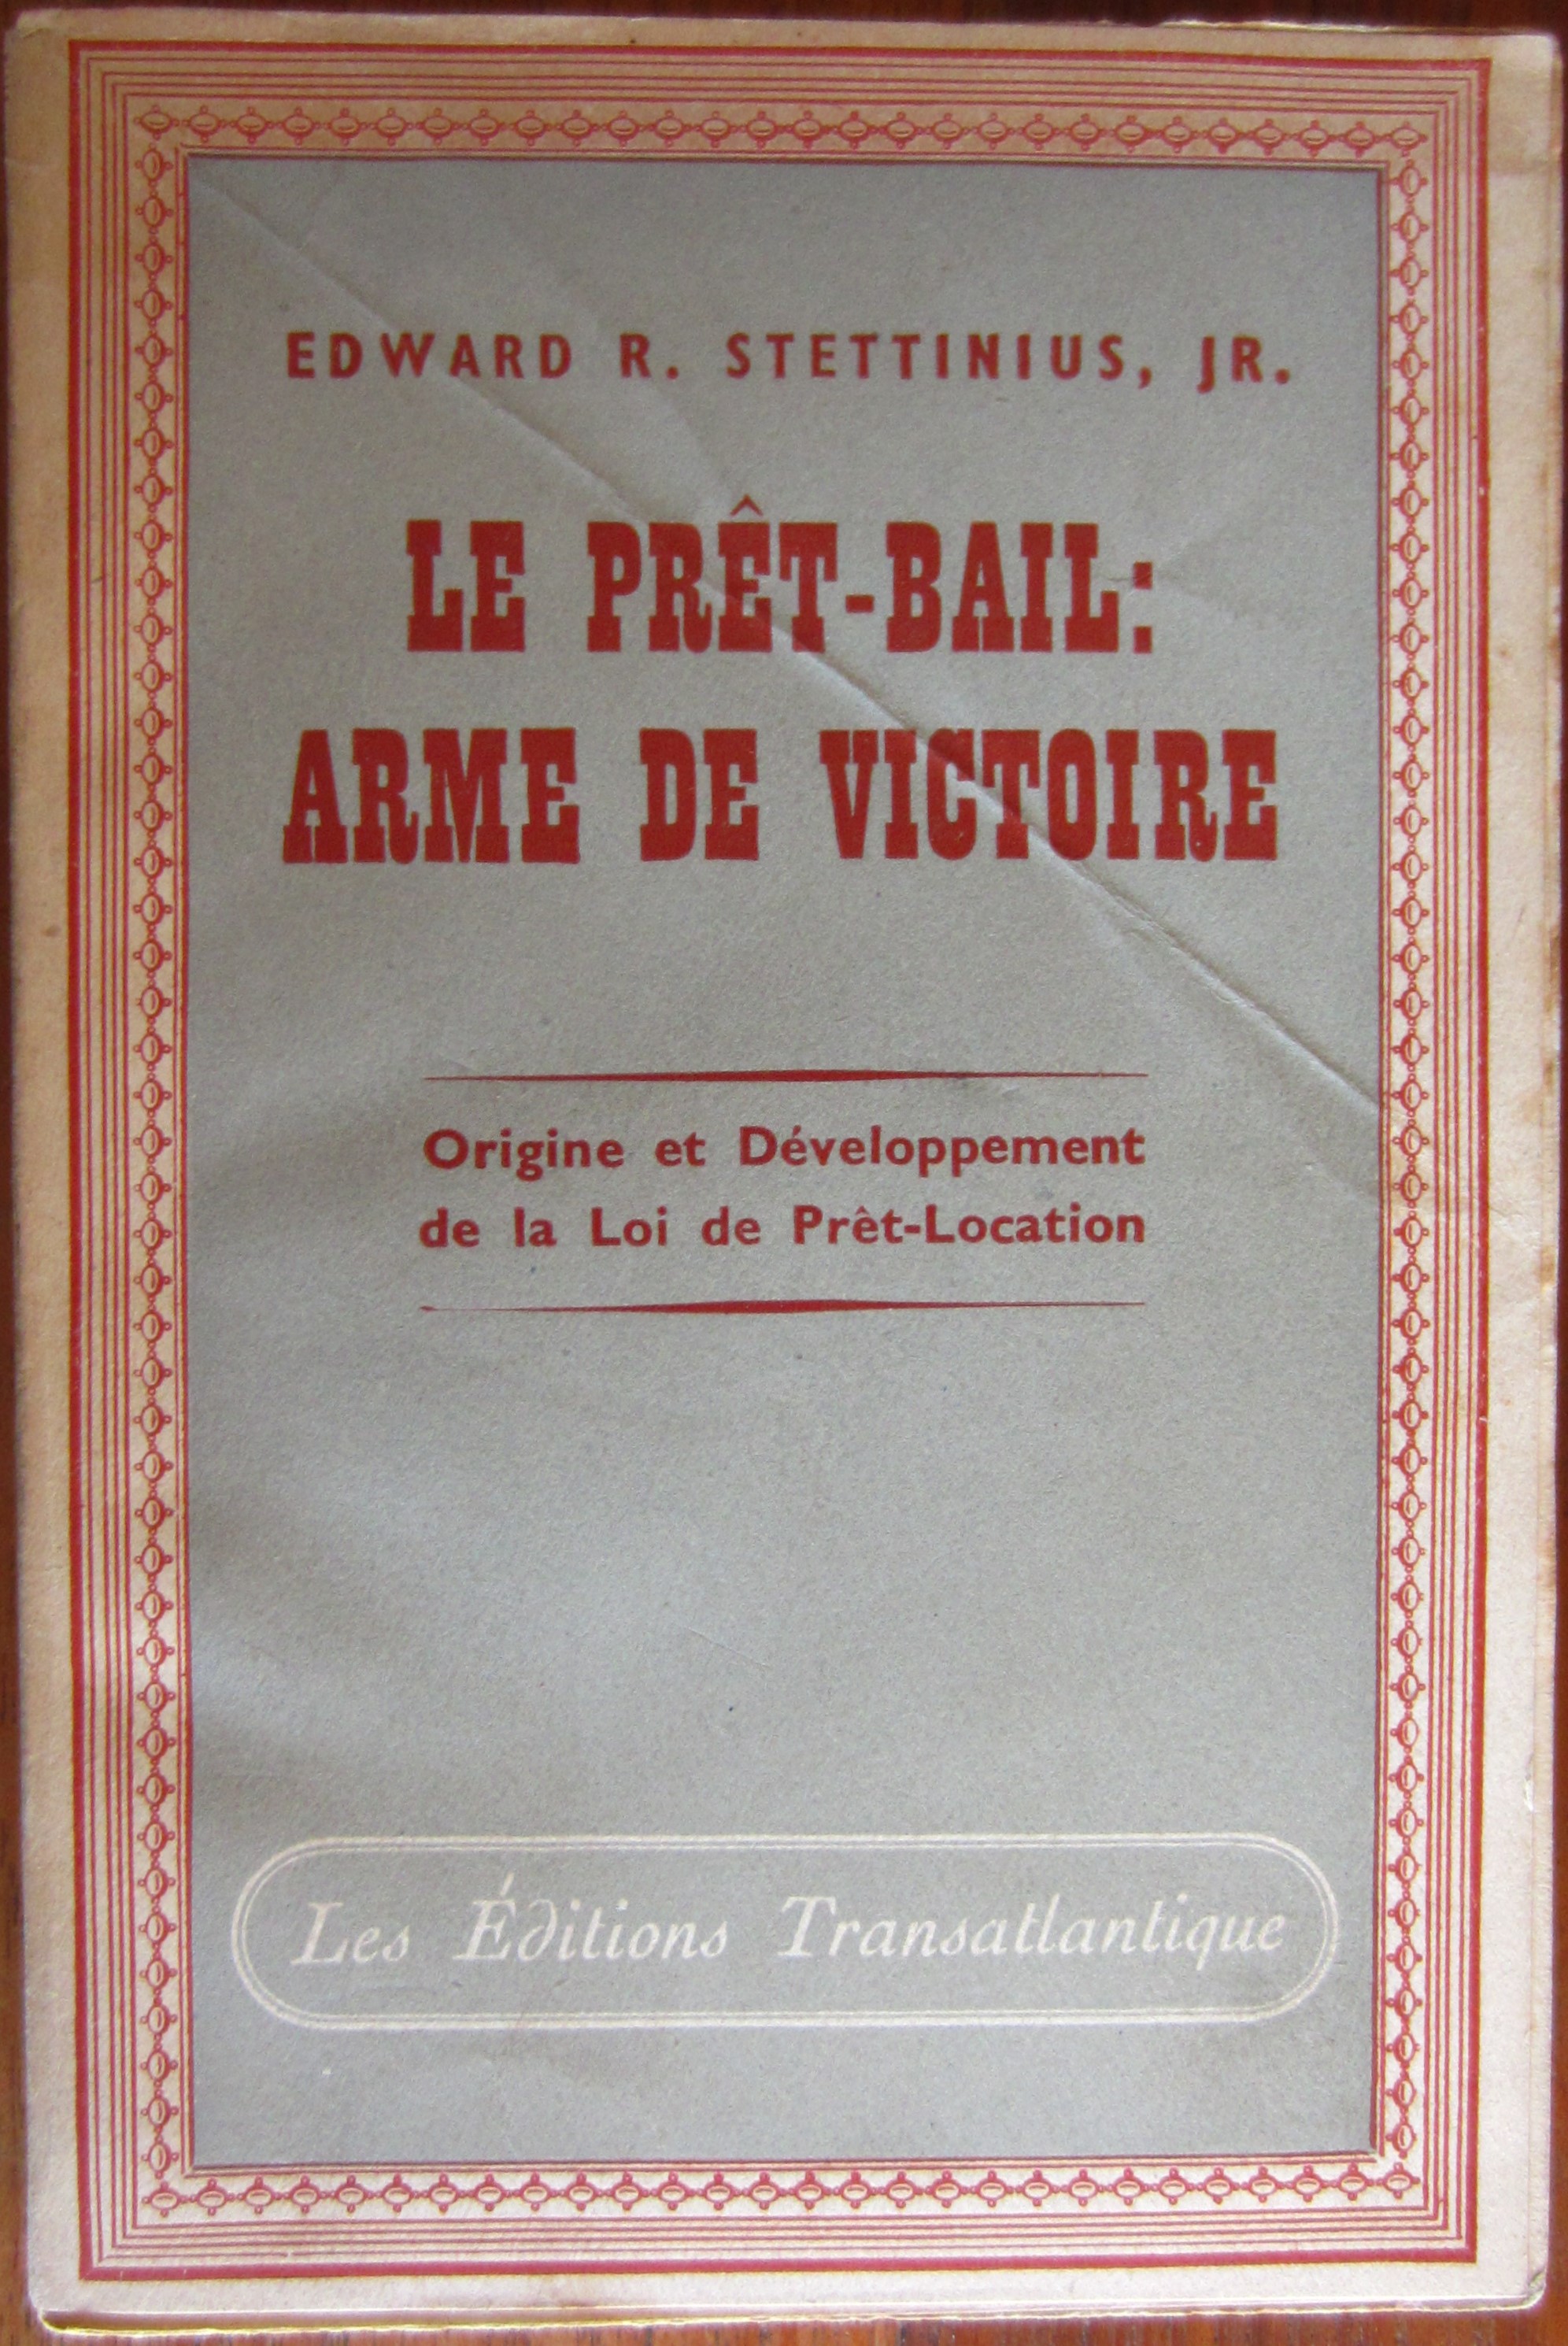 EDWARD R. STETTINIUS, JR.
LE PRÊT-BAIL:
ARME DE VICTOIRE
Origine et Développement
de la Loi de Prêt-Location
Les Éditions Transatlantique